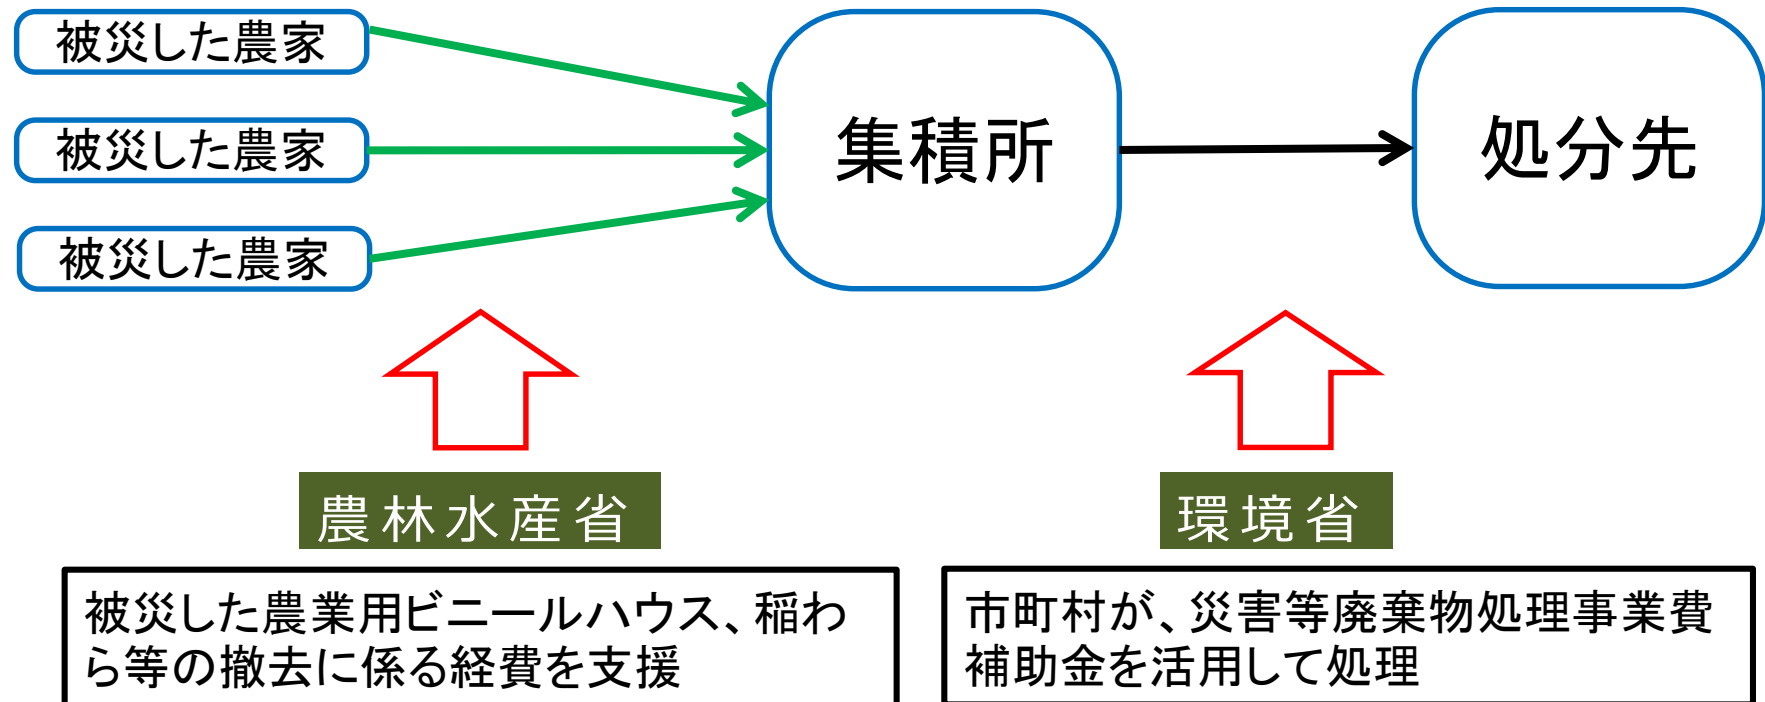 被災した農家
被災した農家
被災した農家
集積所
処分先
農林水産省
環境省
被災した農業用ビニールハウス、稲わ
ら等の撤去に係る経費を支援
市町村が、災害等廃棄物処理事業費
補助金を活用して処理